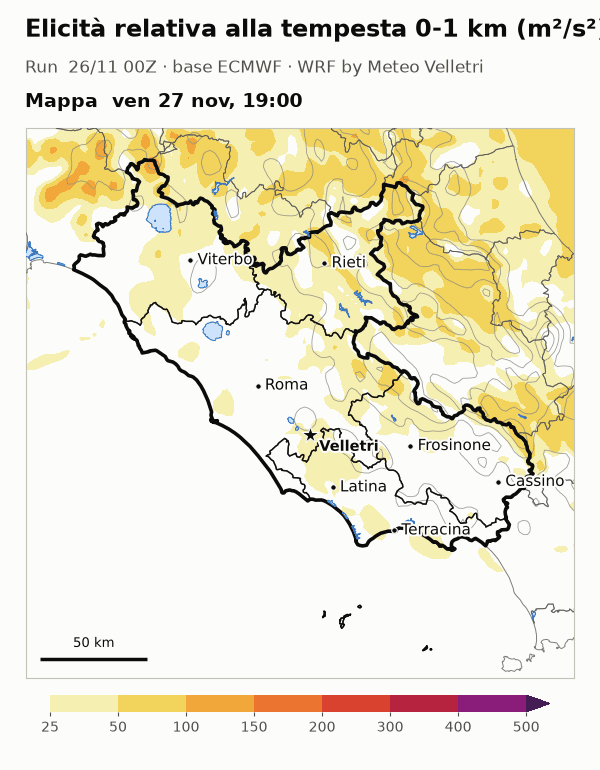 Elicità relativa alla tempesta 0-1 km (m²/s²)
Run 26/11 00Z · base ECMWF · WRF by Meteo Velletri
Mappa ven 27 nov, 19:00
Viterbo
Rieti
Roma
Velletri
Frosinone
Cassino
Latina
Terracina
50 km
25 50 100 150 200 300 400 500